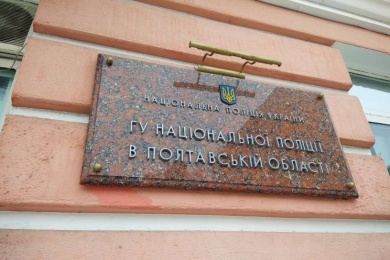 НАЦІОНАЛЬНА ПОЛІЦІЯ УКРАЇНИ
ГУ НАЦІОНАЛЬНОЇ ПОЛІЦІЇ
В ПОЛТАВСЬКІЙ ОБЛАСТІ